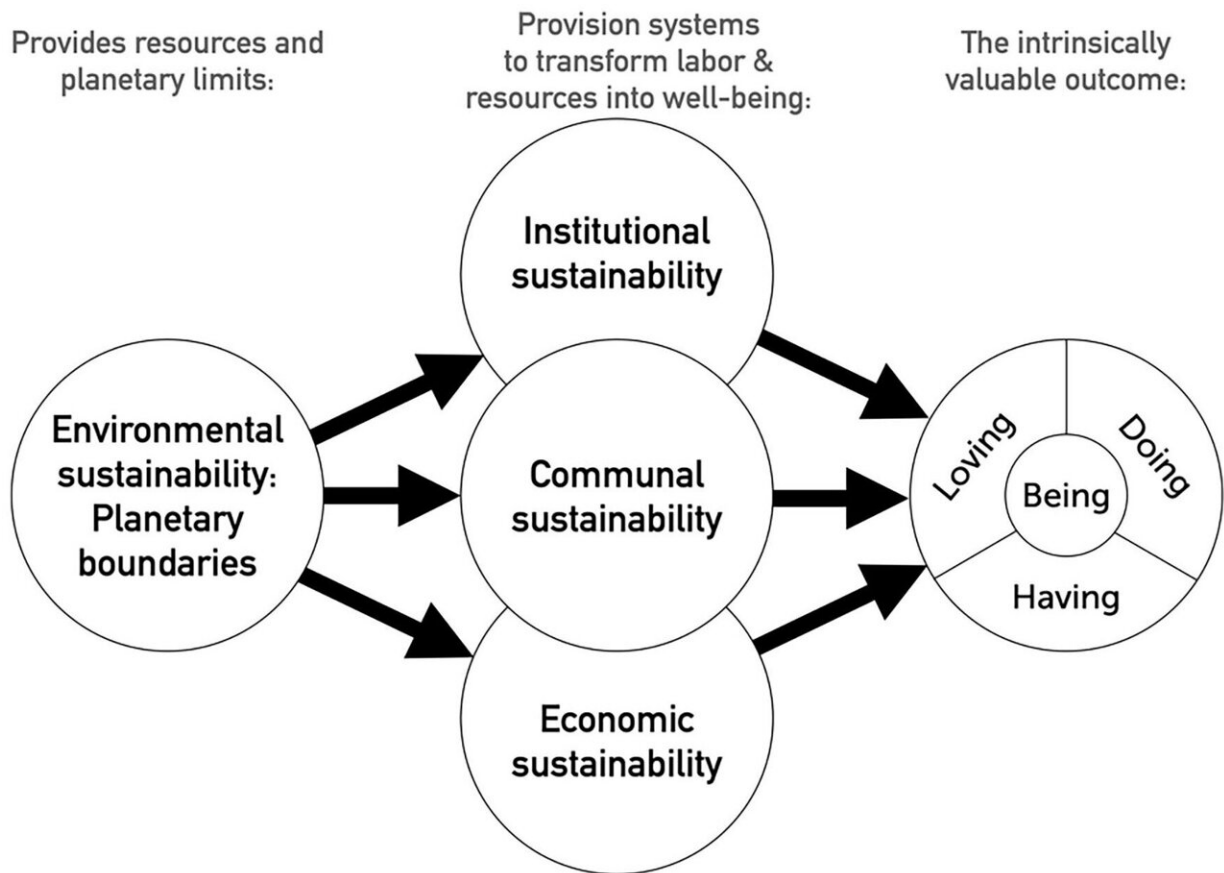 Provides resources and
planetary limits:
Provision systems
to transform labor &
resources into well-being:
The intrinsically
valuable outcome:
Institutional
sustainability
Environmental
sustainability:
Planetary
boundaries
Communal
sustainability
Economic
sustainability
Loving
Doing
Being
Having